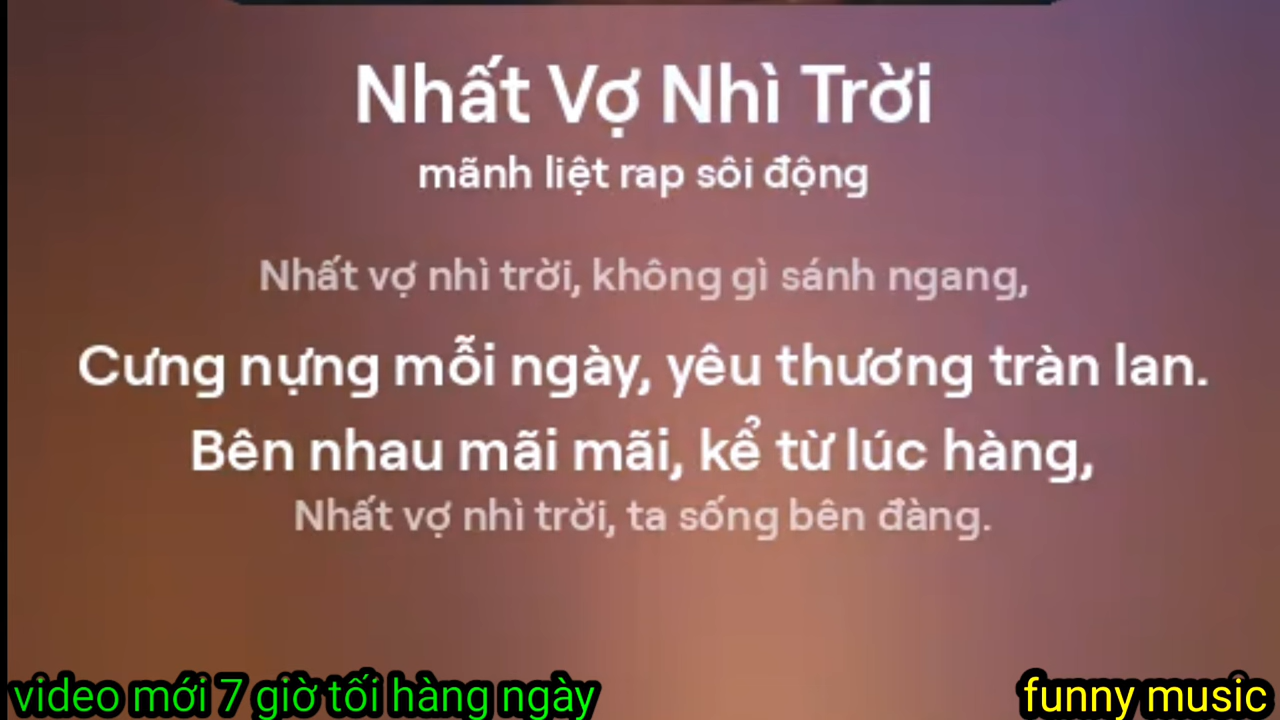 Nhất Vợ Nhì Trời
mãnh liệt rap sôi động
Nhất vợ nhì trời, không gì sánh ngang,
Cưng nựng mỗi ngày, yêu thương tràn lan.
Bên nhau mãi mãi, kể từ lúc hàng,
Nhất vợ nhì trời, ta sống bên đàng.
video mới 7 giờ tối hàng ngày
funny music